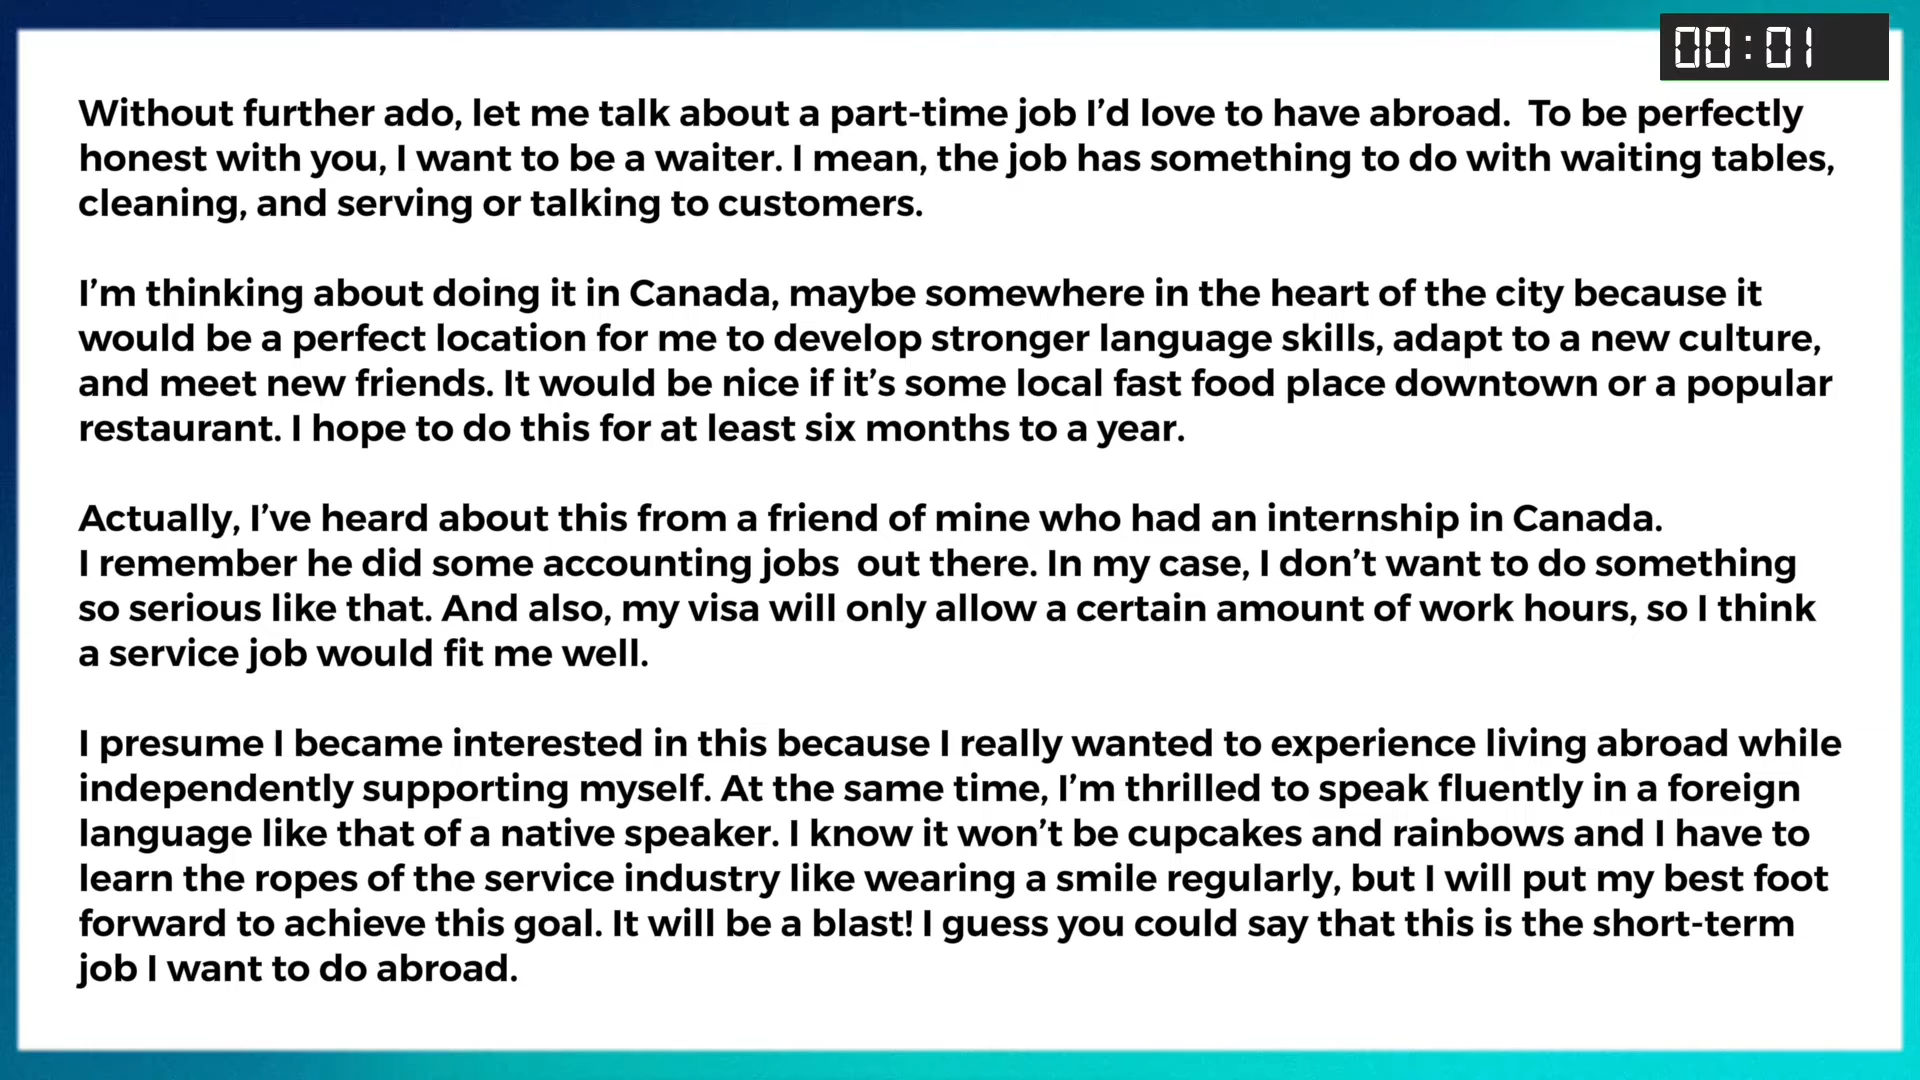 00:01
Without further ado, let me talk about a part-time job I’d love to have abroad.  To be perfectly
honest with you, I want to be a waiter. I mean, the job has something to do with waiting tables,
cleaning, and serving or talking to customers.
I’m thinking about doing it in Canada, maybe somewhere in the heart of the city because it
would be a perfect location for me to develop stronger language skills, adapt to a new culture,
and meet new friends. It would be nice if it’s some local fast food place downtown or a popular
restaurant. I hope to do this for at least six months to a year.
Actually, I’ve heard about this from a friend of mine who had an internship in Canada.
I remember he did some accounting jobs  out there. In my case, I don’t want to do something
so serious like that. And also, my visa will only allow a certain amount of work hours, so I think
a service job would fit me well.
I presume I became interested in this because I really wanted to experience living abroad while
independently supporting myself. At the same time, I’m thrilled to speak fluently in a foreign
language like that of a native speaker. I know it won’t be cupcakes and rainbows and I have to
learn the ropes of the service industry like wearing a smile regularly, but I will put my best foot
forward to achieve this goal. It will be a blast! I guess you could say that this is the short-term
job I want to do abroad.